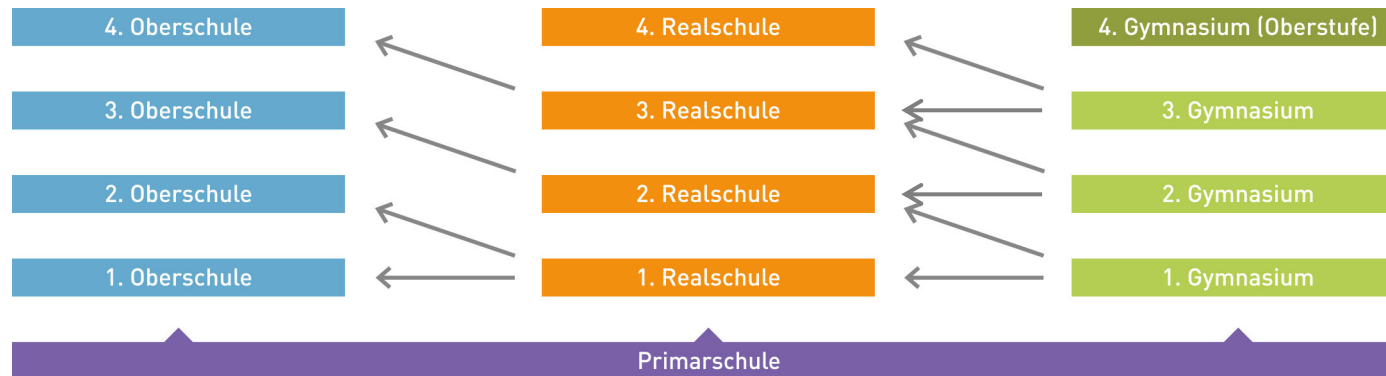 4. Oberschule
4. Realschule
4. Gymnasium (Oberstufe)
3. Oberschule
3. Realschule
3. Gymnasium
2. Oberschule
2. Realschule
2. Gymnasium
1. Oberschule
1. Realschule
1. Gymnasium
Primarschule